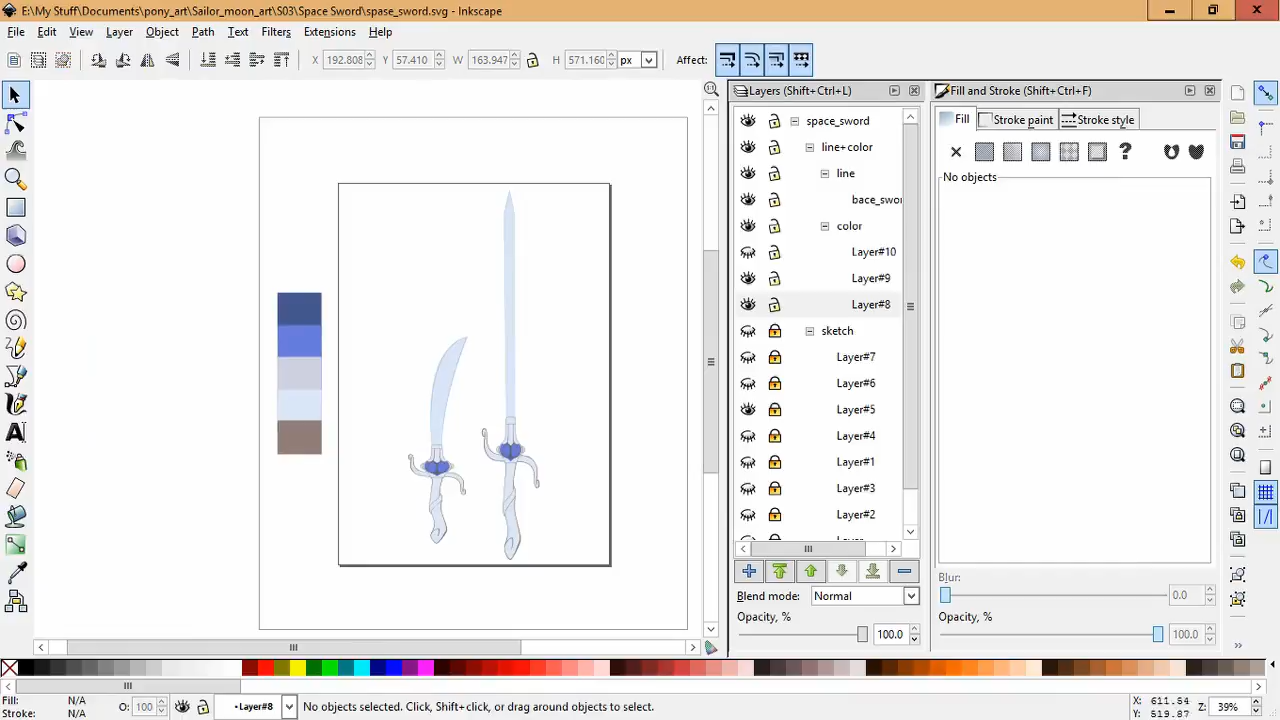 E:\My Stuff\Documents\pony_art\Sailor_moon_art\S03\Space Sword\spase_sword.svg - Inkscape
File Edit View Layer Object Path Text Filters Extensions Help
X 192.808 Y 57.410 W 163.947 H 571.160 px Affect:
Layers (Shift+Ctrl+L)
space_sword
line+color
line
bace_swor
color
Layer#10
Layer#9
Layer#8
sketch
Layer#7
Layer#6
Layer#5
Layer#4
Layer#1
Layer#3
Layer#2
Blend mode: Normal
Opacity, %
100.0
Fill and Stroke (Shift+Ctrl+F)
Fill Stroke paint Stroke style
?
No objects
Blur:
0.0
Opacity, %
100.0
Fill: N/A
Stroke: N/A
O: 100
•Layer#8
No objects selected. Click, Shift+click, or drag around objects to select.
X: 611.54
Y: 519.87
Z: 39%